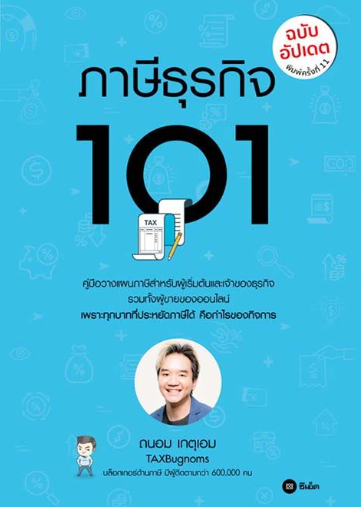 ฉบับ
อัปเดต
พิมพ์ครั้งที่ 11
ภาษีธุรกิจ
101
TAX
คู่มือวางแผนภาษีสำหรับผู้เริ่มต้นและเจ้าของธุรกิจ
รวมทั้งผู้ขายของออนไลน์
เพราะทุกบาทที่ประหยัดภาษีได้ คือกำไรของกิจการ
ถนอม เกตุเอม
TAXBugnoms
บล็อกเกอร์ด้านภาษี มีผู้ติดตามกว่า 600,000 คน
ซีเอ็ด